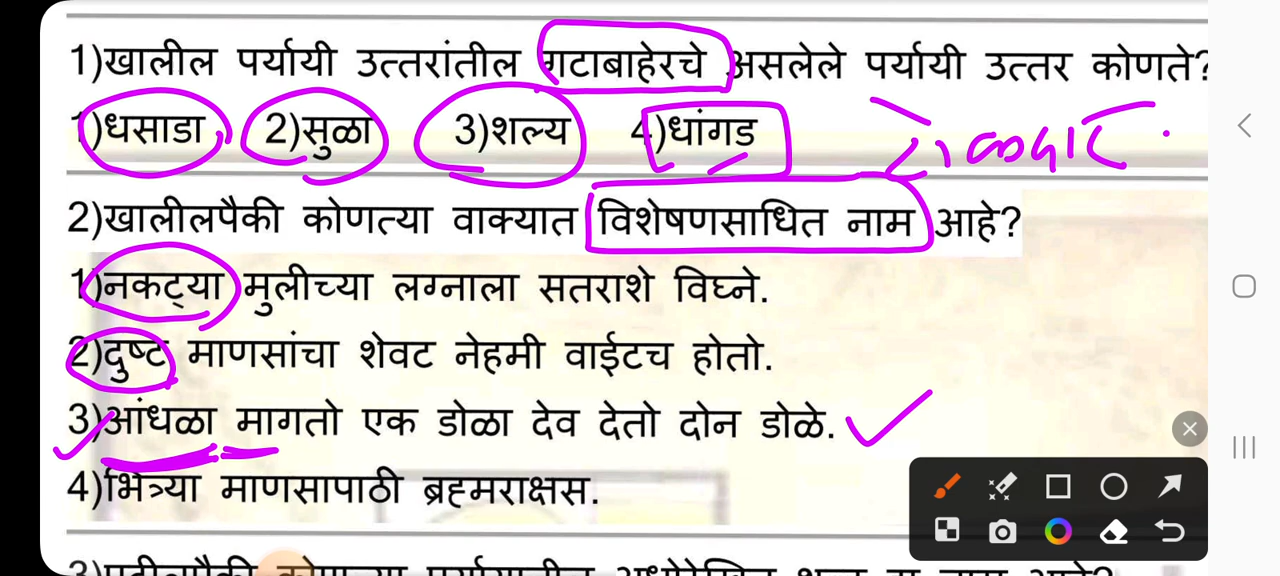 1)खालील पर्यायी उत्तरांतील गटाबाहेरचे असलेले पर्यायी उत्तर कोणते?
1)धसाडा 2)सुळा 3)शल्य 4)धांगड
2)खालीलपैकी कोणत्या वाक्यात विशेषणसाधित नाम आहे?
1)नकट्या मुलीच्या लग्नाला सतराशे विघ्ने.
2)दुष्ट माणसांचा शेवट नेहमी वाईटच होतो.
3)आंधळा मागतो एक डोळा देव देतो दोन डोळे.
4)भित्र्या माणसापाठी ब्रह्मराक्षस.